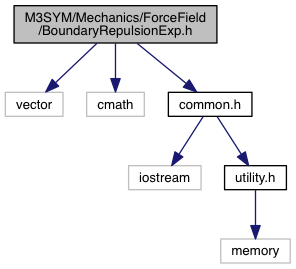 M3SYM/Mechanics/ForceField
/BoundaryRepulsionExp.h
vector
cmath
common.h
iostream
utility.h
memory